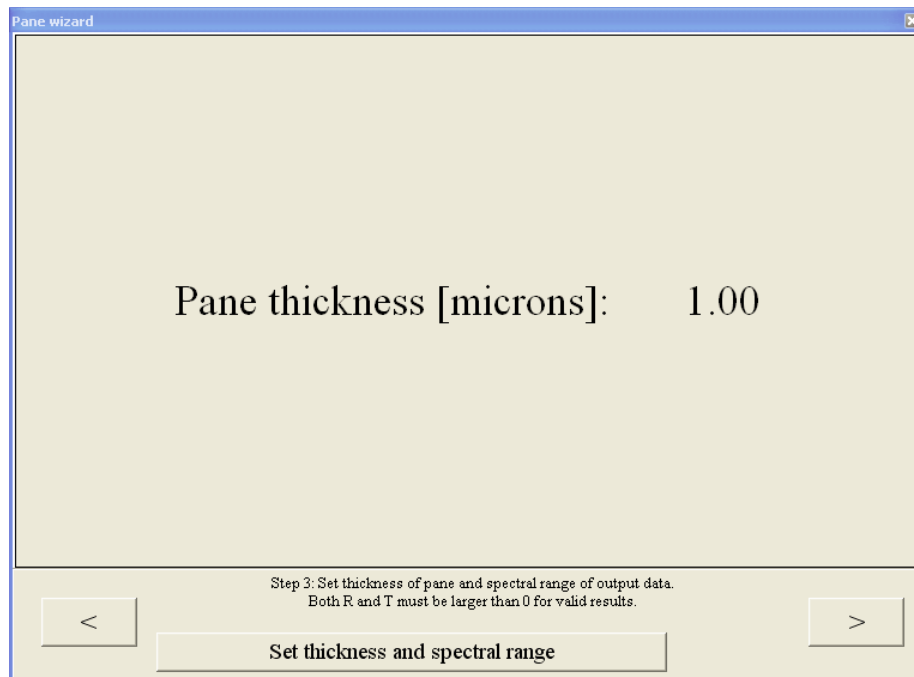 Pane wizard
Pane thickness [microns]: 1.00
Step 3: Set thickness of pane and spectral range of output data.
Both R and T must be larger than 0 for valid results.
<
>
Set thickness and spectral range